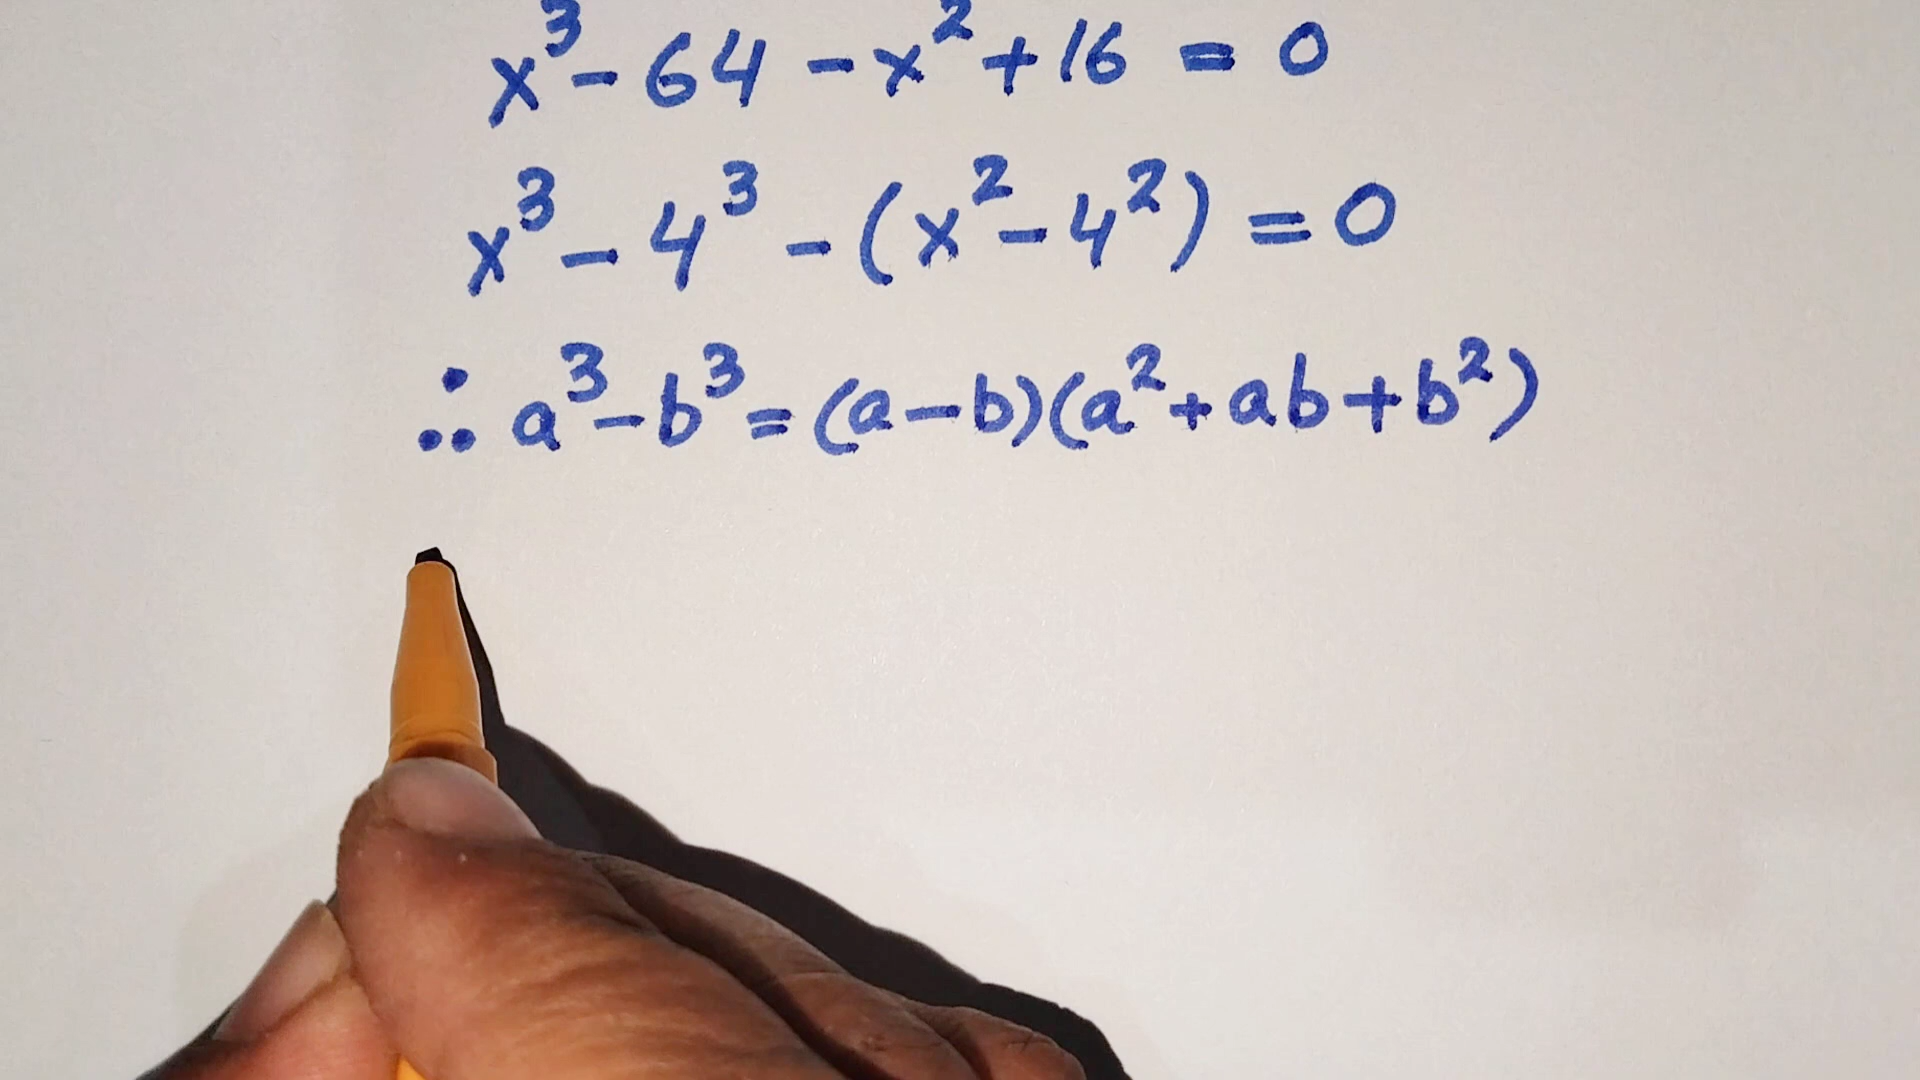 x³ - 64 - x² + 16 = 0
x³ - 4³ - (x² - 4²) = 0
∴ a³ - b³ = (a - b)(a² + ab + b²)